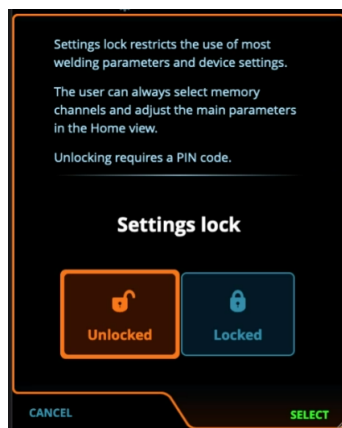 Settings lock restricts the use of most
welding parameters and device settings.
The user can always select memory
channels and adjust the main parameters
in the Home view.
Unlocking requires a PIN code.
Settings lock
Unlocked
Locked
CANCEL
SELECT